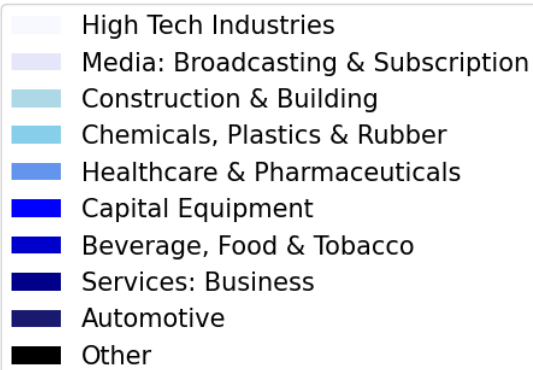 High Tech Industries
Media: Broadcasting & Subscription
Construction & Building
Chemicals, Plastics & Rubber
Healthcare & Pharmaceuticals
Capital Equipment
Beverage, Food & Tobacco
Services: Business
Automotive
Other